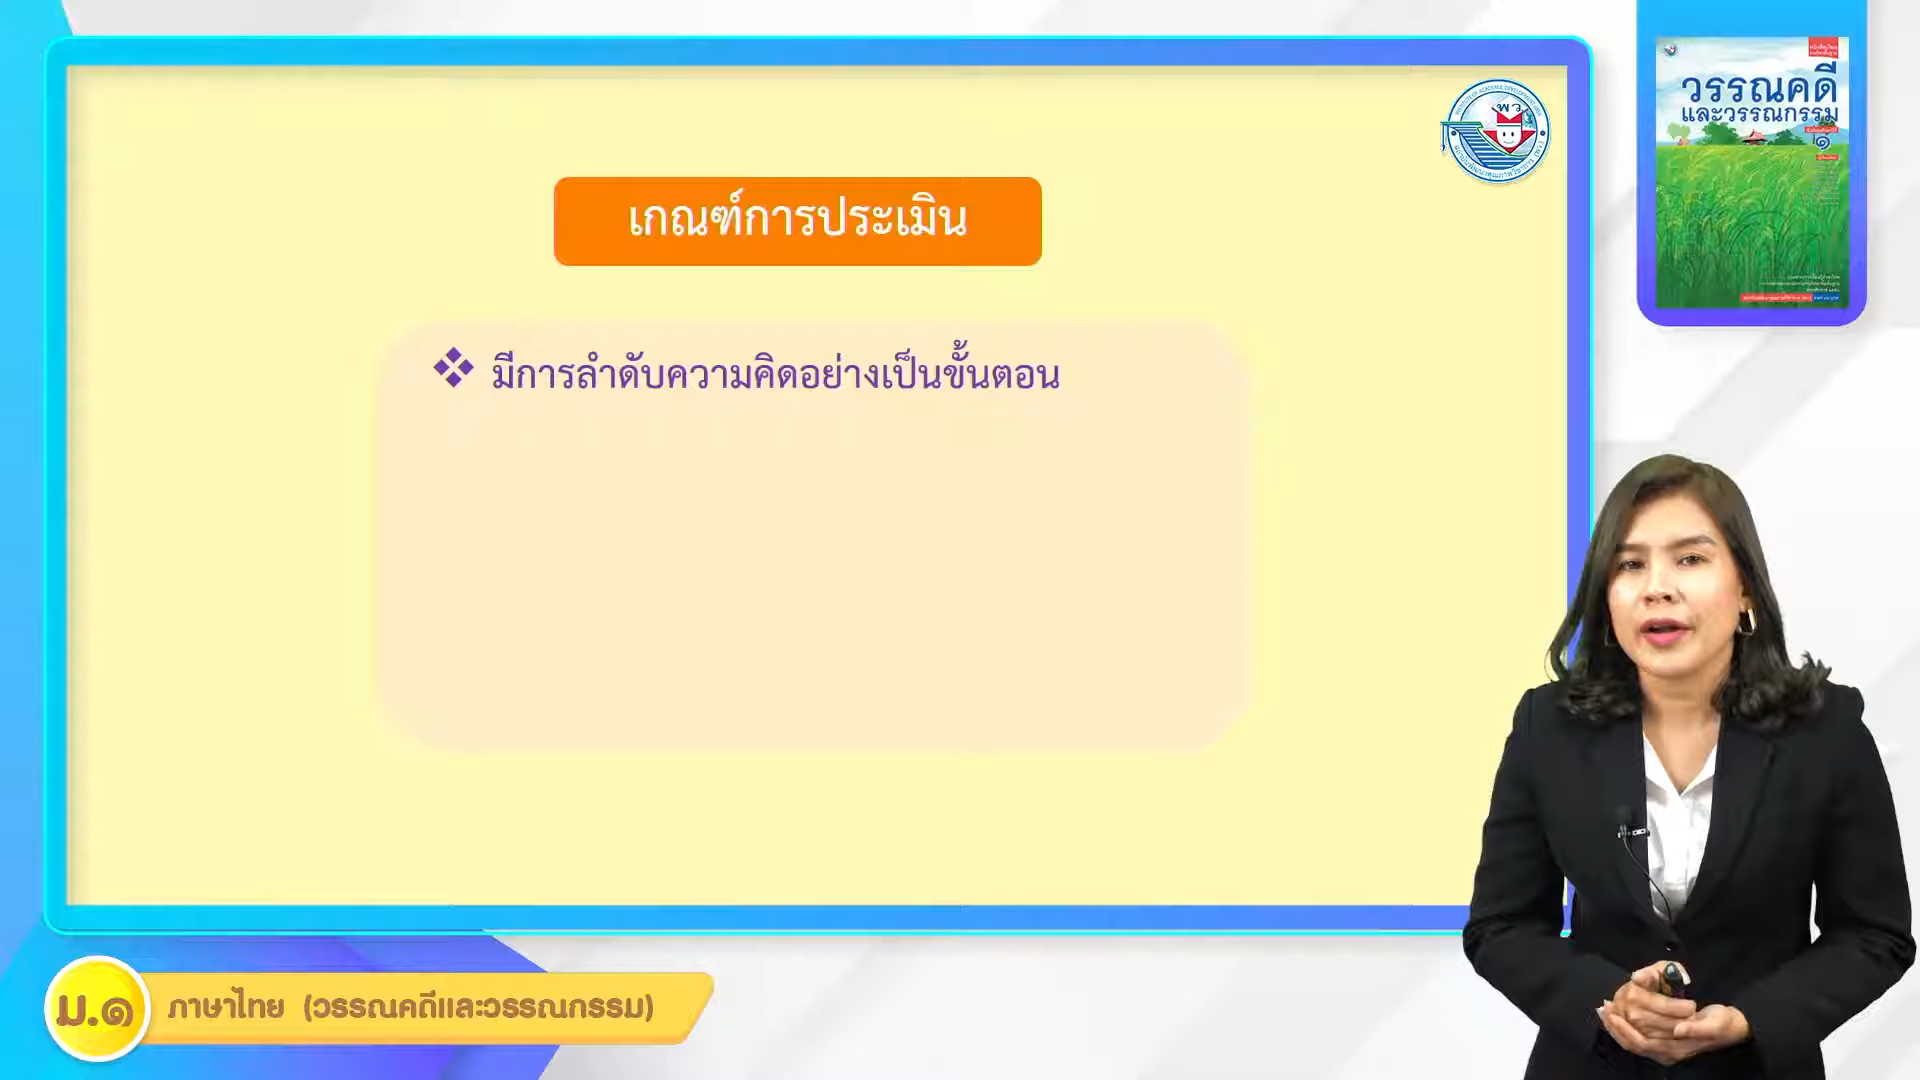 เกณฑ์การประเมิน
❖ มีการลำดับความคิดอย่างเป็นขั้นตอน
วรรณคดี
และวรรณกรรม
๑
พว.
ม.๑ ภาษาไทย (วรรณคดีและวรรณกรรม)